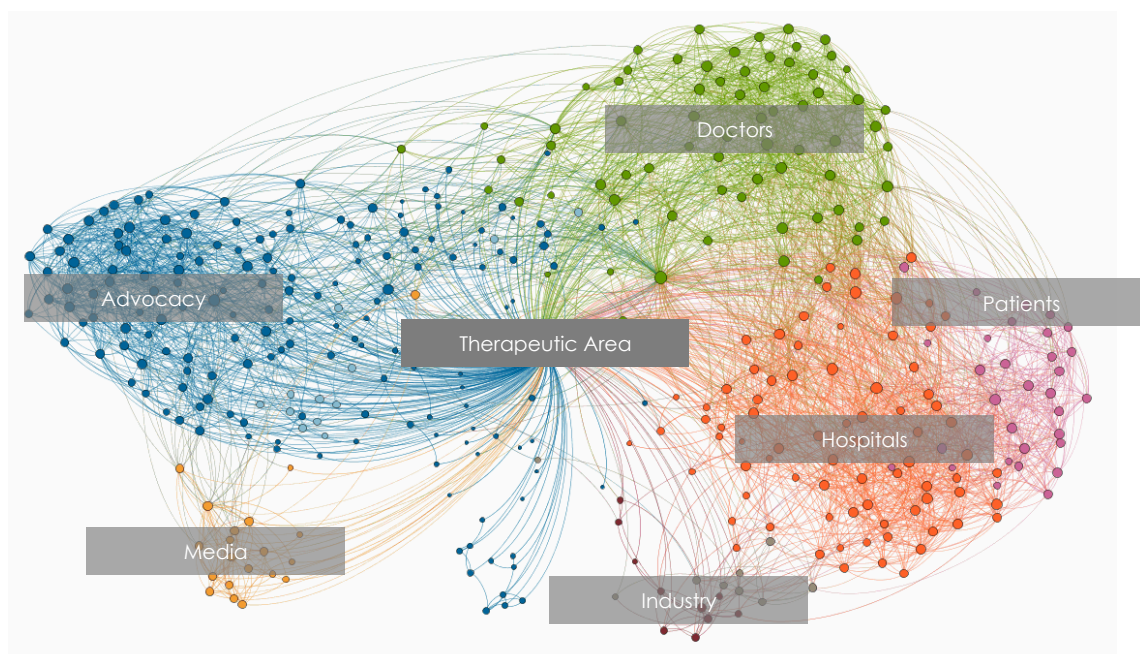 Doctors
Advocacy
Patients
Therapeutic Area
Hospitals
Media
Industry